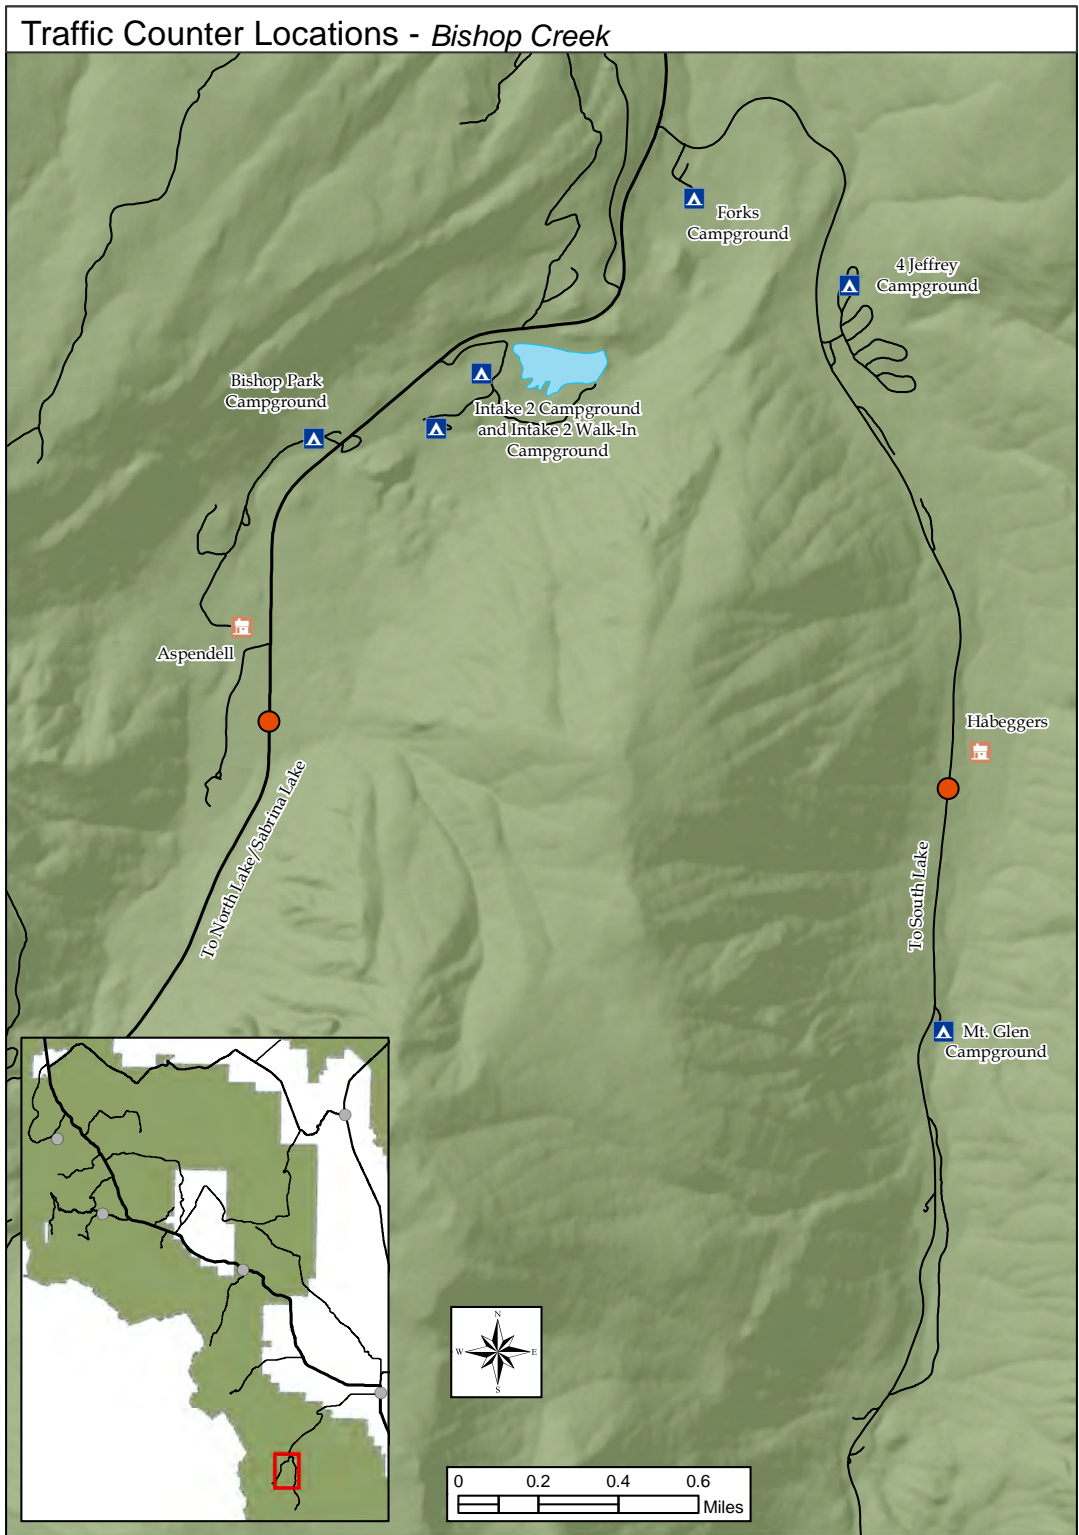 Traffic Counter Locations - Bishop Creek
Forks
Campground
4 Jeffrey
Campground
Bishop Park
Campground
Intake 2 Campground
and Intake 2 Walk-In
Campground
Aspendell
Habeggers
To North Lake/Sabrina Lake
To South Lake
Mt. Glen
Campground
N
W E
S
0 0.2 0.4 0.6
Miles